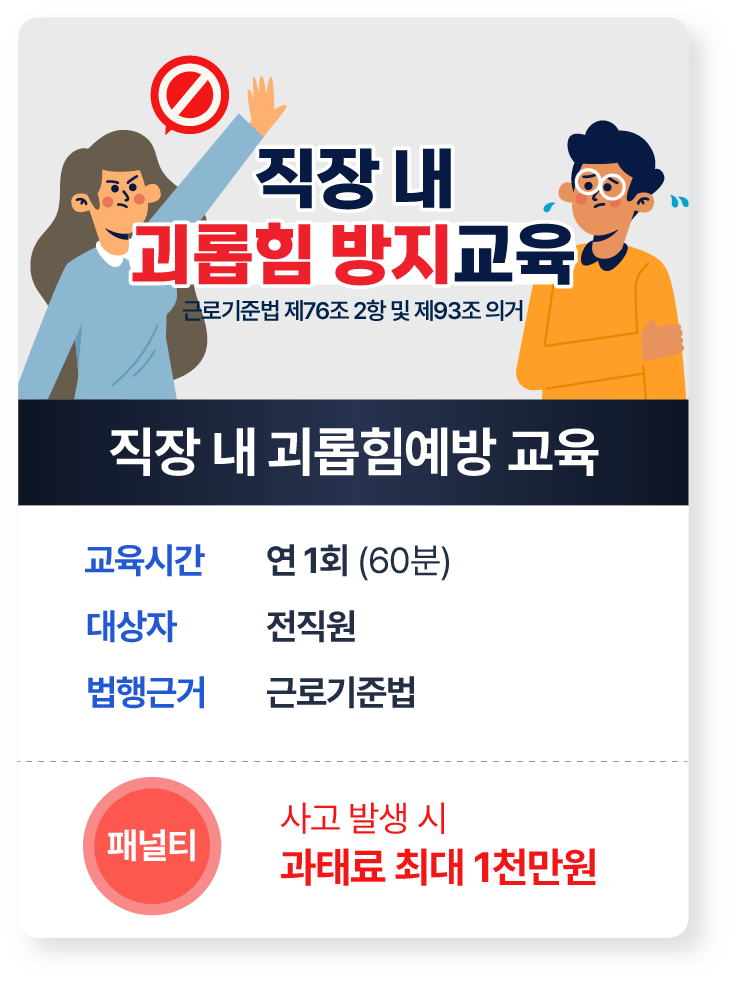 직장 내
괴롭힘 방지교육
근로기준법 제76조 2항 및 제93조 의거
직장 내 괴롭힘예방 교육
교육시간 연 1회 (60분)
대상자 전직원
법행근거 근로기준법
패널티
사고 발생 시
과태료 최대 1천만원